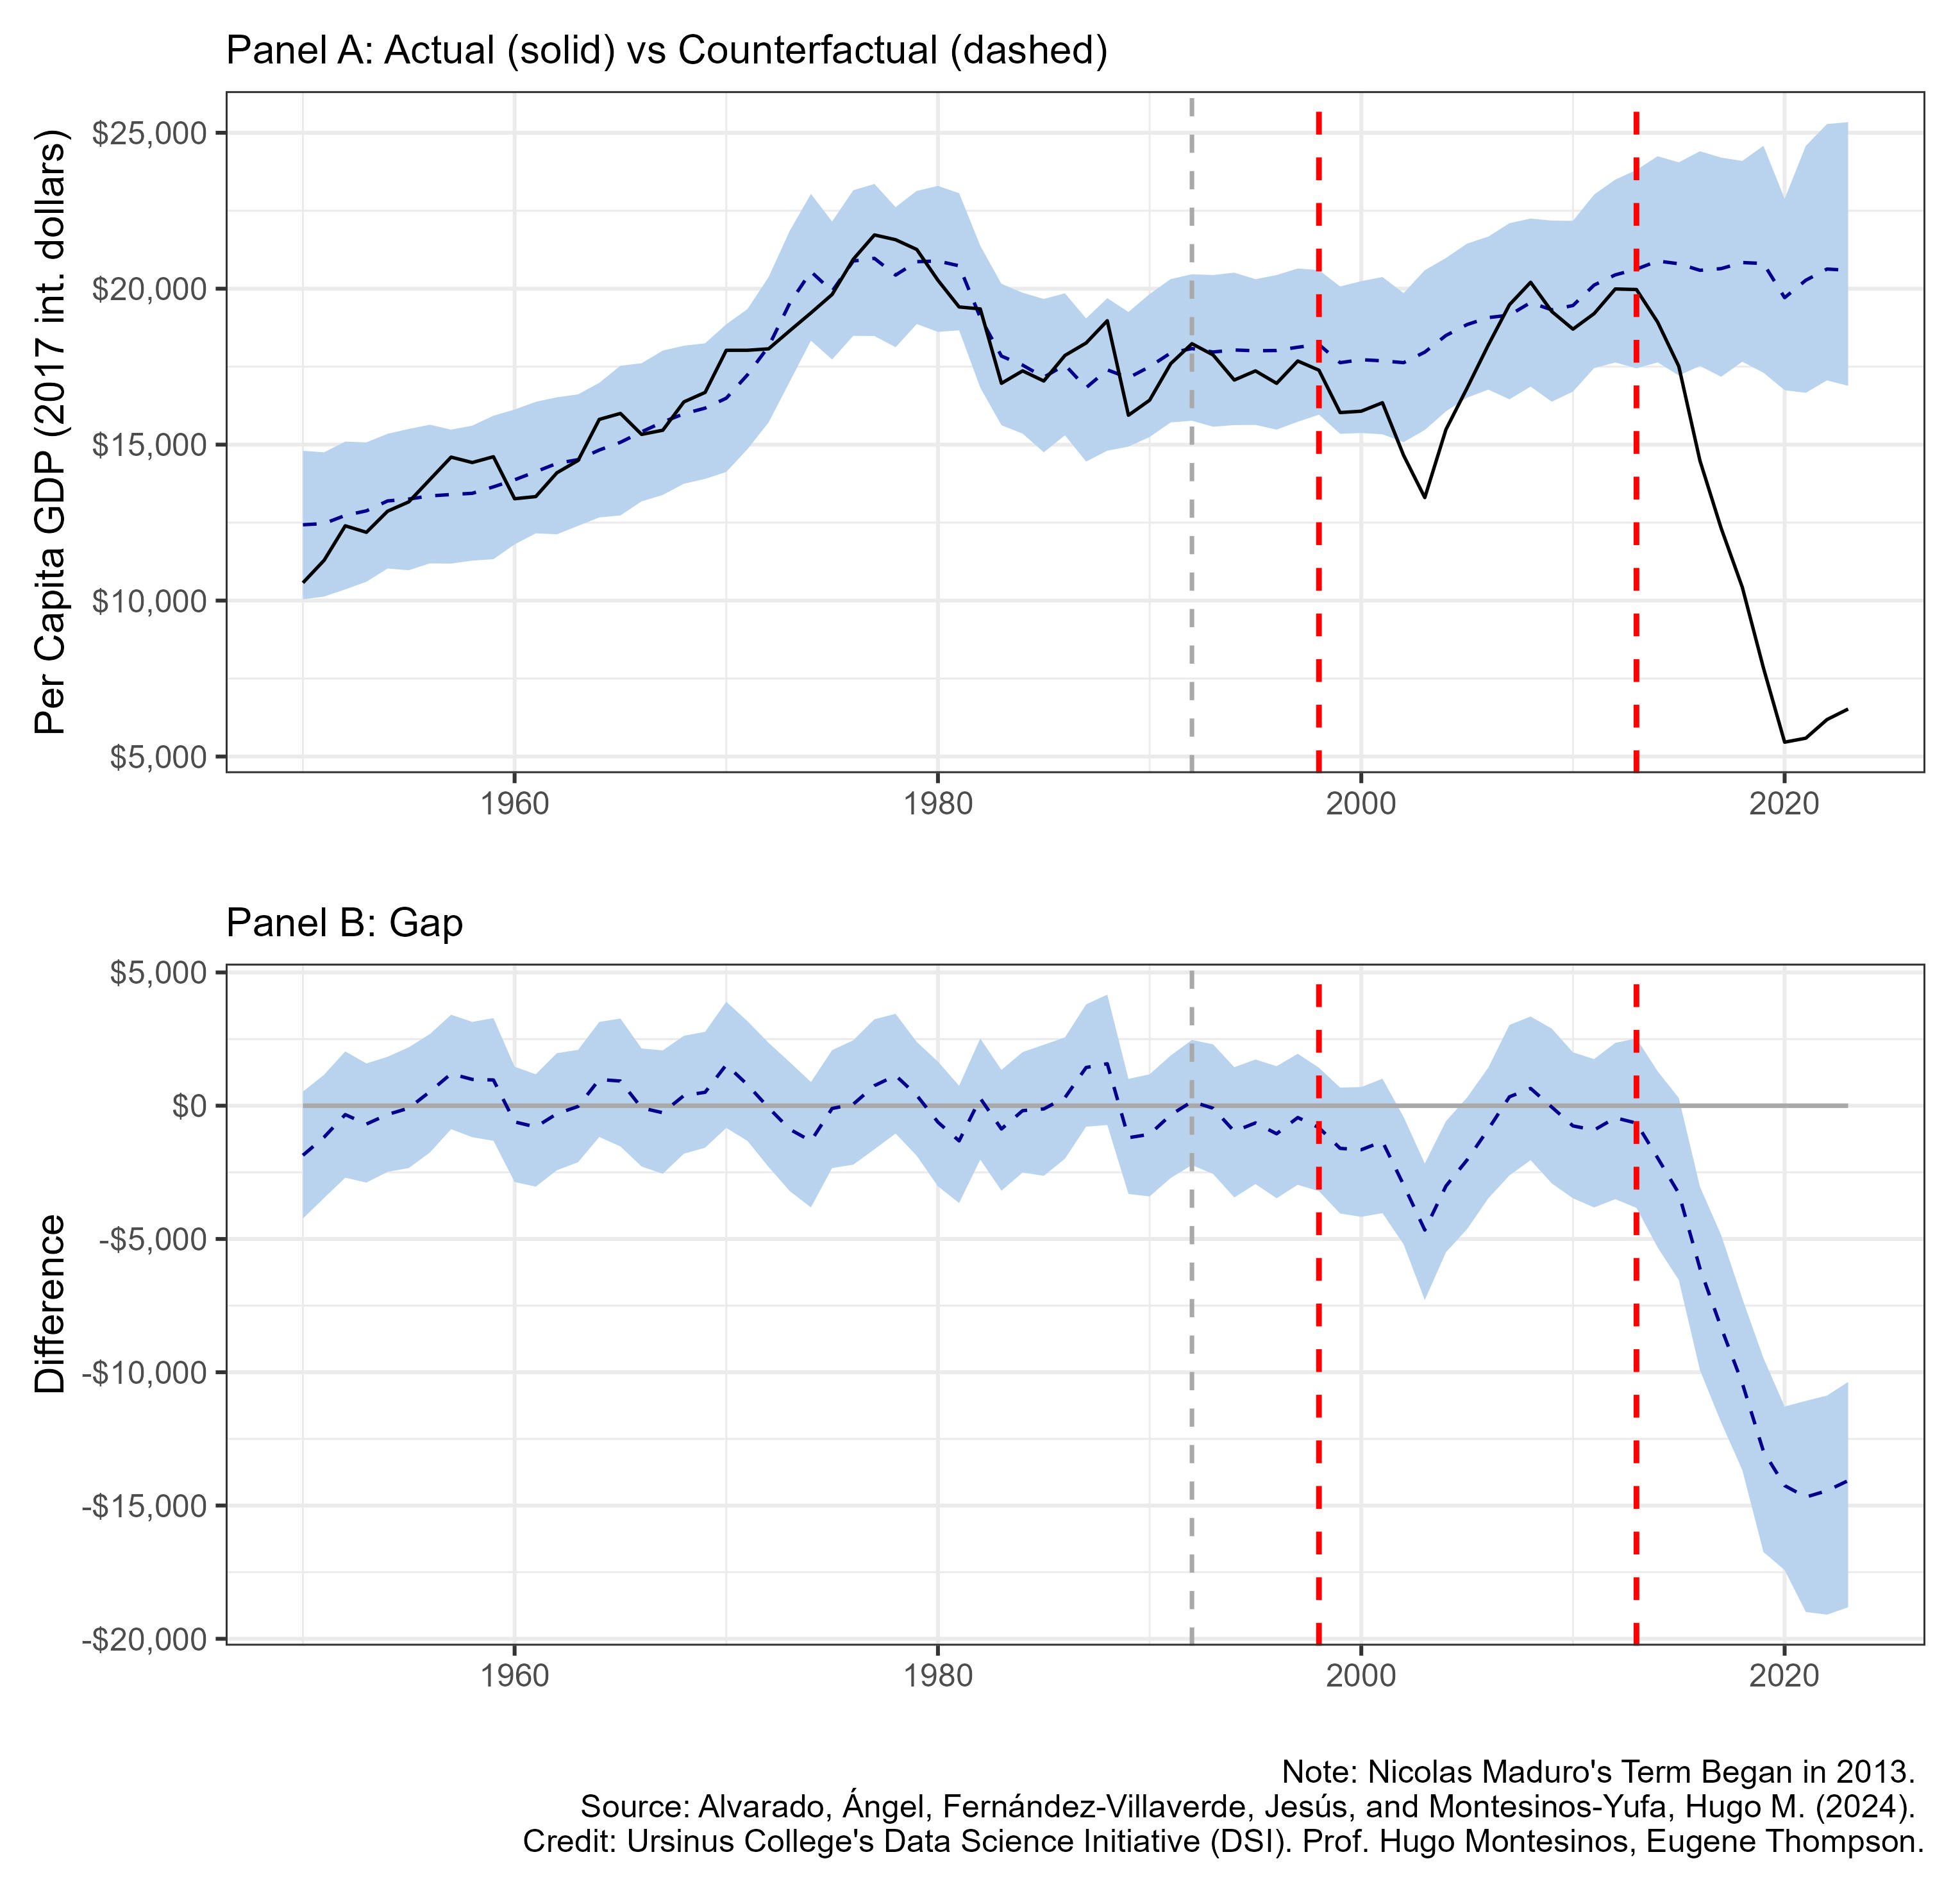 Panel A: Actual (solid) vs Counterfactual (dashed)
Per Capita GDP (2017 int. dollars)
$25,000
$20,000
$15,000
$10,000
$5,000
1960
1980
2000
2020
Panel B: Gap
Difference
$5,000
$0
-$5,000
-$10,000
-$15,000
-$20,000
1960
1980
2000
2020
Note: Nicolas Maduro's Term Began in 2013.
Source: Alvarado, Ángel, Fernández-Villaverde, Jesús, and Montesinos-Yufa, Hugo M. (2024).
Credit: Ursinus College's Data Science Initiative (DSI). Prof. Hugo Montesinos, Eugene Thompson.